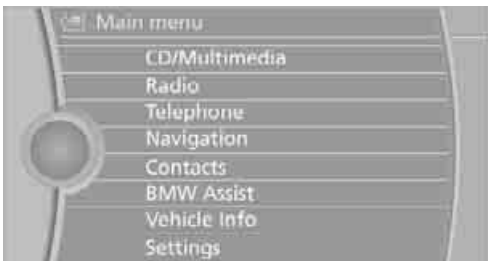 Main menu
CD/Multimedia
Radio
Telephone
Navigation
Contacts
BMW Assist
Vehicle Info
Settings